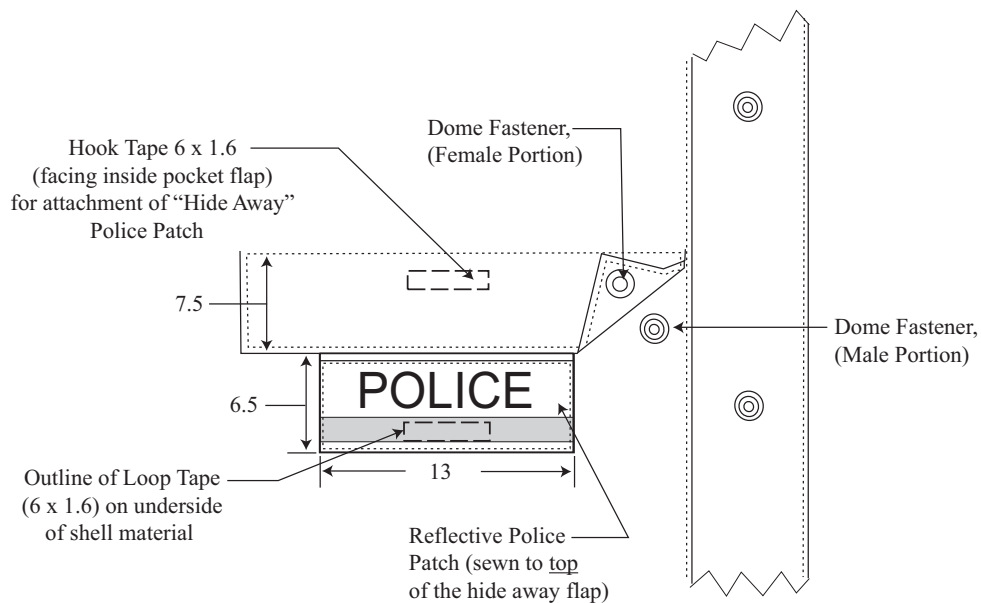 Dome Fastener,
(Female Portion)
Hook Tape 6 x 1.6
(facing inside pocket flap)
for attachment of “Hide Away”
Police Patch
7.5
Dome Fastener,
(Male Portion)
POLICE
6.5
13
Outline of Loop Tape
(6 x 1.6) on underside
of shell material
Reflective Police
Patch (sewn to top
of the hide away flap)